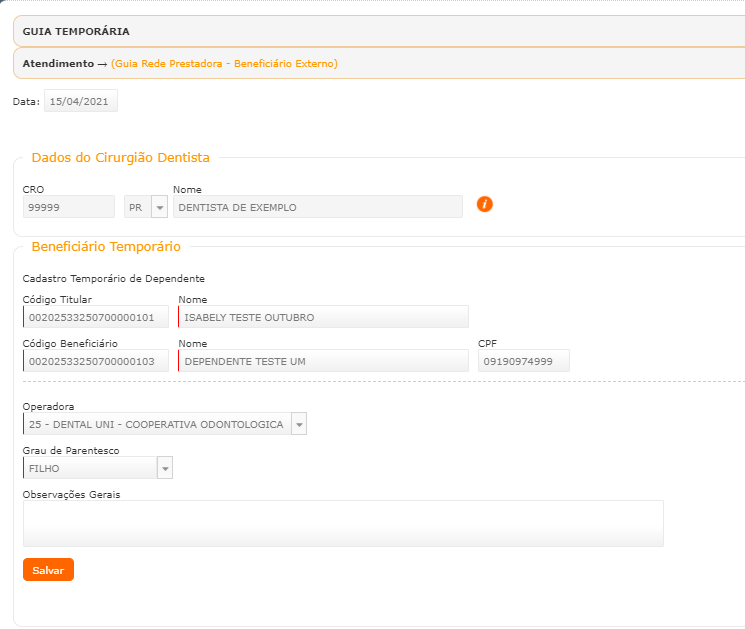 GUIA TEMPORÁRIA
Atendimento → (Guia Rede Prestadora - Beneficiário Externo)
Data: 15/04/2021
Dados do Cirurgião Dentista
CRO Nome
99999 PR DENTISTA DE EXEMPLO i
Beneficiário Temporário
Cadastro Temporário de Dependente
Código Titular Nome
00202533250700000101 ISABELY TESTE OUTUBRO
Código Beneficiário Nome CPF
00202533250700000103 DEPENDENTE TESTE UM 09190974999
Operadora
25 - DENTAL UNI - COOPERATIVA ODONTOLOGICA
Grau de Parentesco
FILHO
Observações Gerais
Salvar